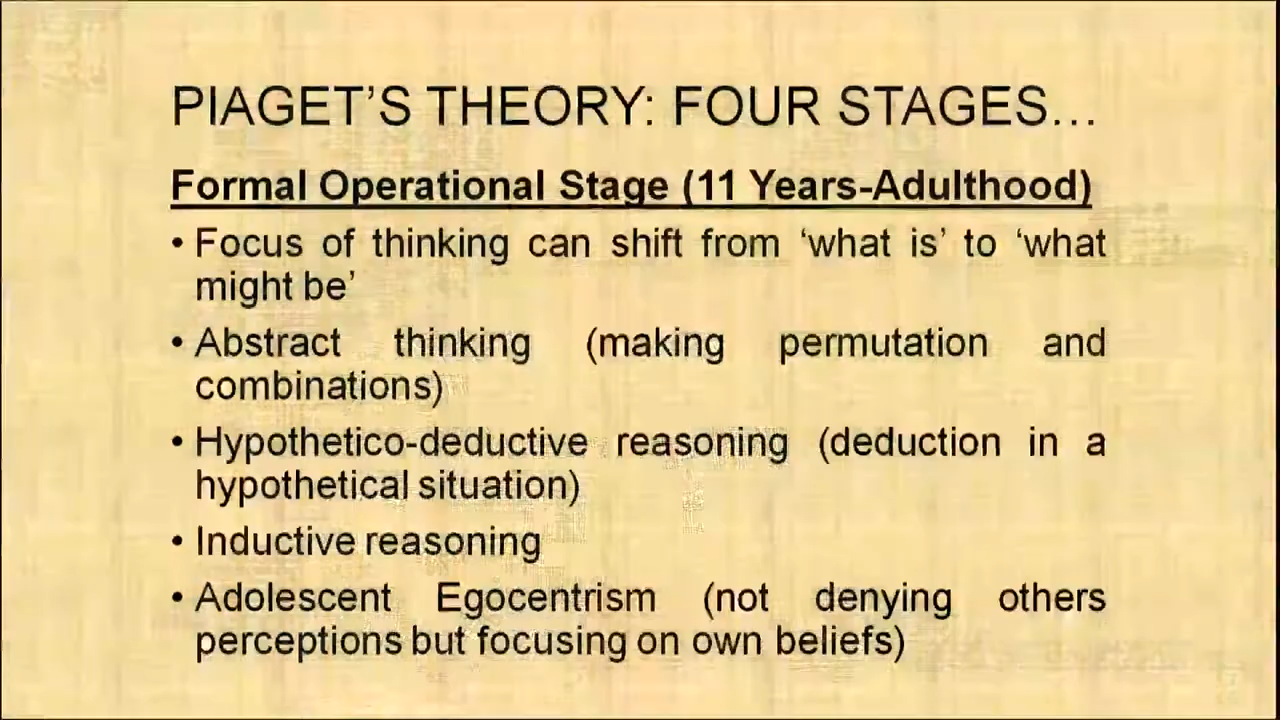 PIAGET’S THEORY: FOUR STAGES…
Formal Operational Stage (11 Years-Adulthood)
• Focus of thinking can shift from ‘what is’ to ‘what
might be’
• Abstract thinking (making permutation and
combinations)
• Hypothetico-deductive reasoning (deduction in a
hypothetical situation)
• Inductive reasoning
• Adolescent Egocentrism (not denying others
perceptions but focusing on own beliefs)